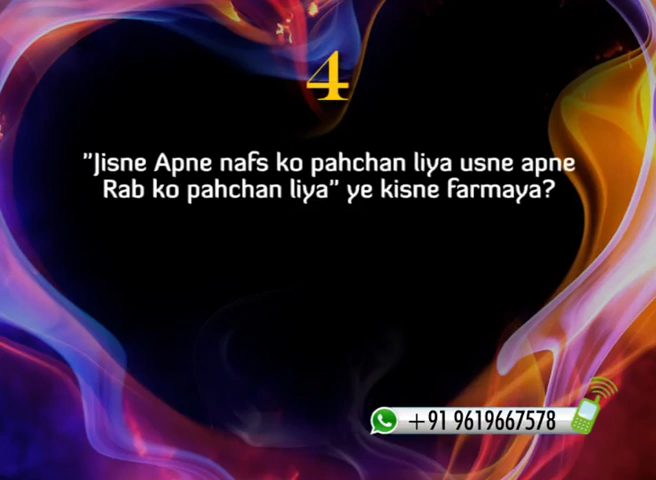 4
"Jisne Apne nafs ko pahchan liya usne apne
Rab ko pahchan liya" ye kisne farmaya?
+91 9619667578